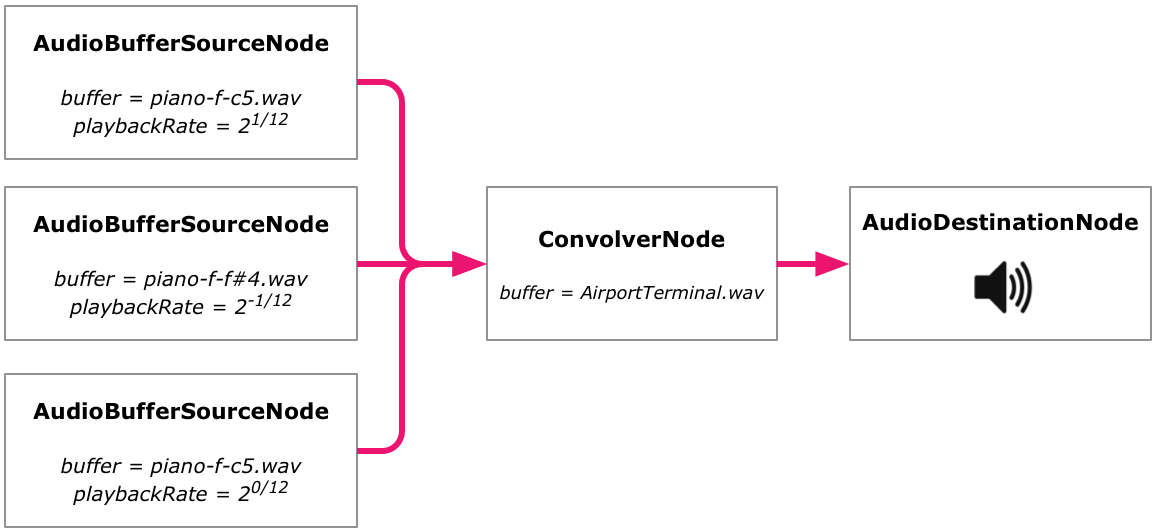 AudioBufferSourceNode
buffer = piano-f-c5.wav
playbackRate = 2^1/12
AudioBufferSourceNode
buffer = piano-f-f#4.wav
playbackRate = 2^-1/12
AudioBufferSourceNode
buffer = piano-f-c5.wav
playbackRate = 2^0/12
ConvolverNode
buffer = AirportTerminal.wav
AudioDestinationNode